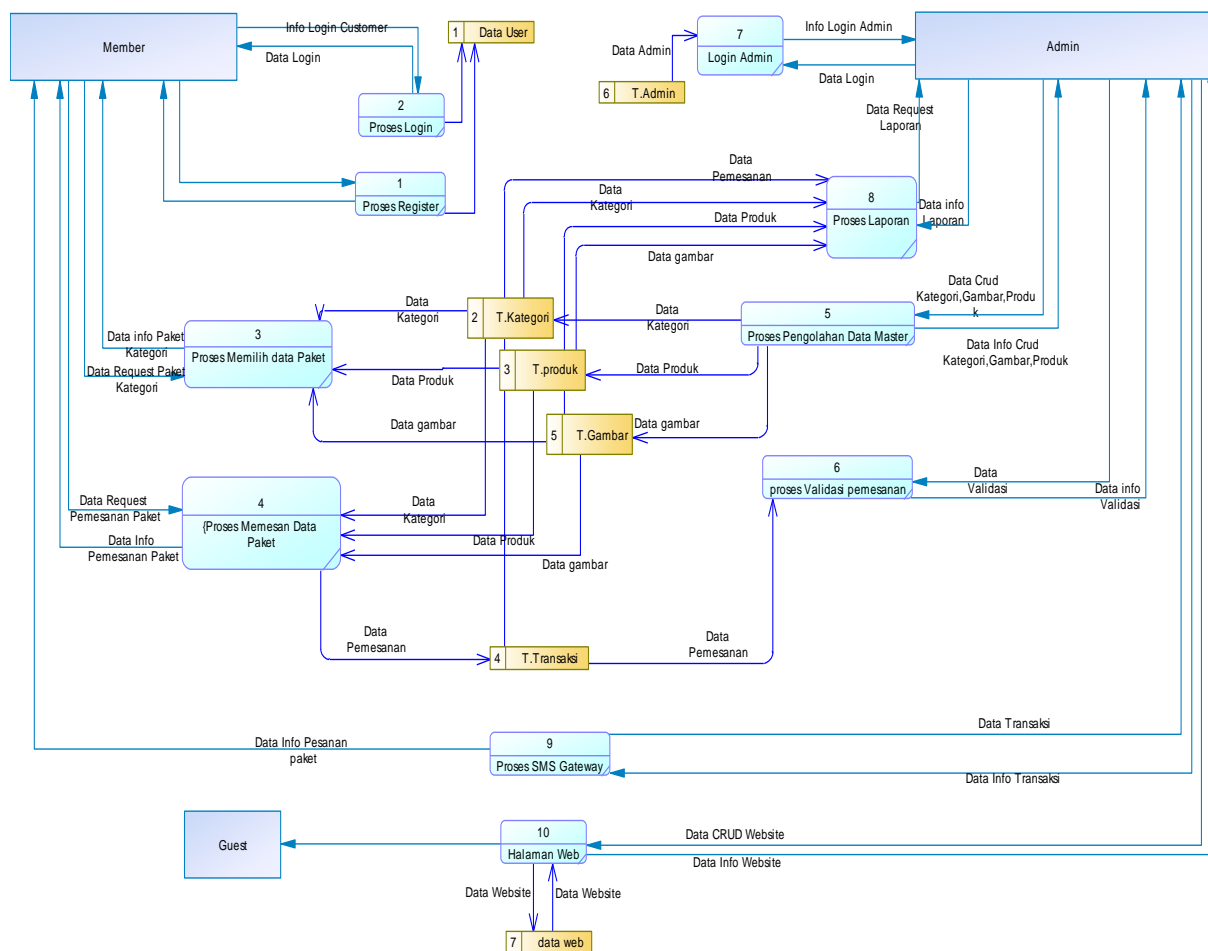 Member
Info Login Customer
Data Login
1
Data User
Data Admin
6
T.Admin
7
Login Admin
Info Login Admin
Data Login
Admin
2
Proses Login
1
Proses Register
Data Request
Laporan
Data
Pemesanan
Data
Kategori
Data Produk
Data gambar
8
Proses Laporan
Data info
Laporan
Data Crud
Kategori,Gambar,Produ
k
Data Info Crud
Kategori,Gambar,Produk
Data
Kategori
2
T.Kategori
Data
Kategori
5
Proses Pengolahan Data Master
Data info Paket
Kategori
Data Request Paket
Kategori
3
Proses Memilih data Paket
Data Produk
3
T.produk
Data Produk
Data gambar
5
T.Gambar
Data gambar
6
proses Validasi pemesanan
Data
Validasi
Data info
Validasi
Data Request
Pemesanan Paket
Data Info
Pemesanan Paket
4
{Proses Memesan Data
Paket
Data
Kategori
Data Produk
Data gambar
Data
Pemesanan
4
T.Transaksi
Data
Pemesanan
Data Info Pesanan
paket
9
Proses SMS Gateway
Data Transaksi
Data Info Transaksi
Guest
10
Halaman Web
Data CRUD Website
Data Info Website
Data Website
Data Website
7
data web